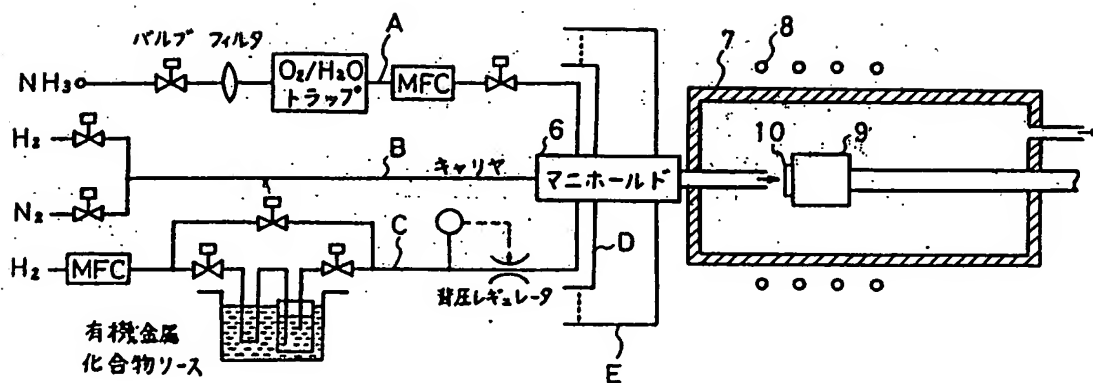 バルブ フィルタ
A
NH₃
O₂/H₂O
トラップ
MFC
H₂
B
キャリヤ
N₂
6
マニホールド
7
8
10
9
H₂
MFC
C
背圧レギュレータ
D
E
有機金属
化合物ソース